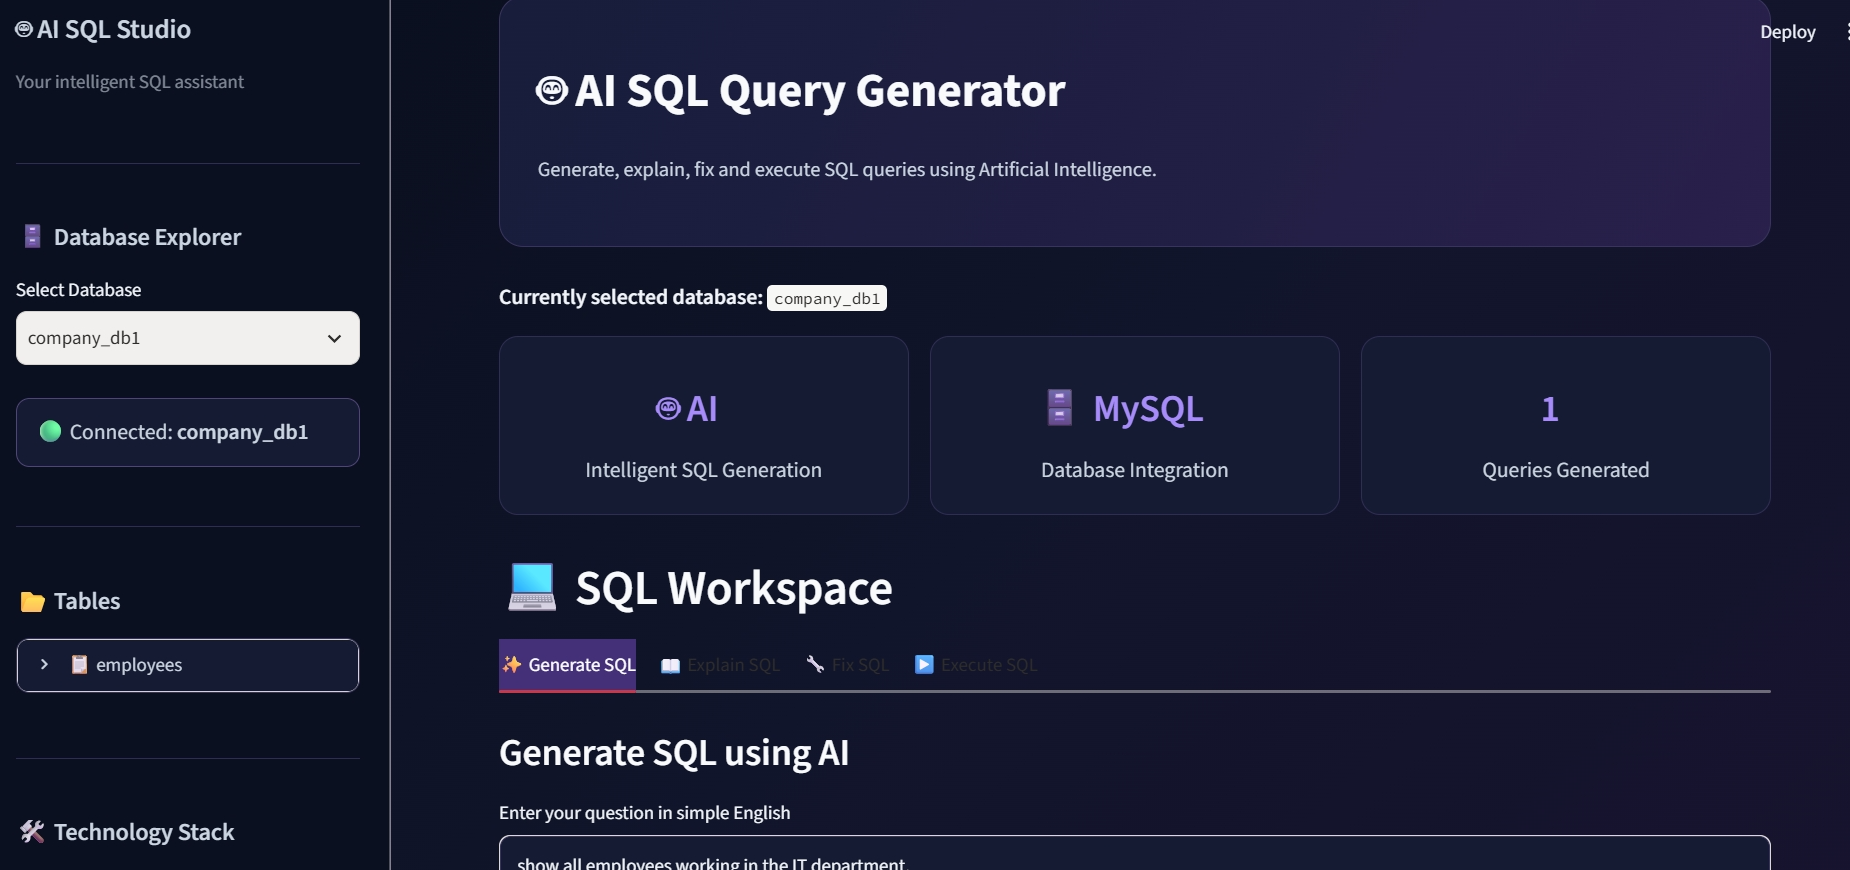 AI SQL Studio
Your intelligent SQL assistant
Database Explorer
Select Database
company_db1
Connected: company_db1
Tables
employees
Technology Stack
Deploy
AI SQL Query Generator
Generate, explain, fix and execute SQL queries using Artificial Intelligence.
Currently selected database: company_db1
AI
Intelligent SQL Generation
MySQL
Database Integration
1
Queries Generated
SQL Workspace
Generate SQL Explain SQL Fix SQL Execute SQL
Generate SQL using AI
Enter your question in simple English
show all employees working in the IT department.